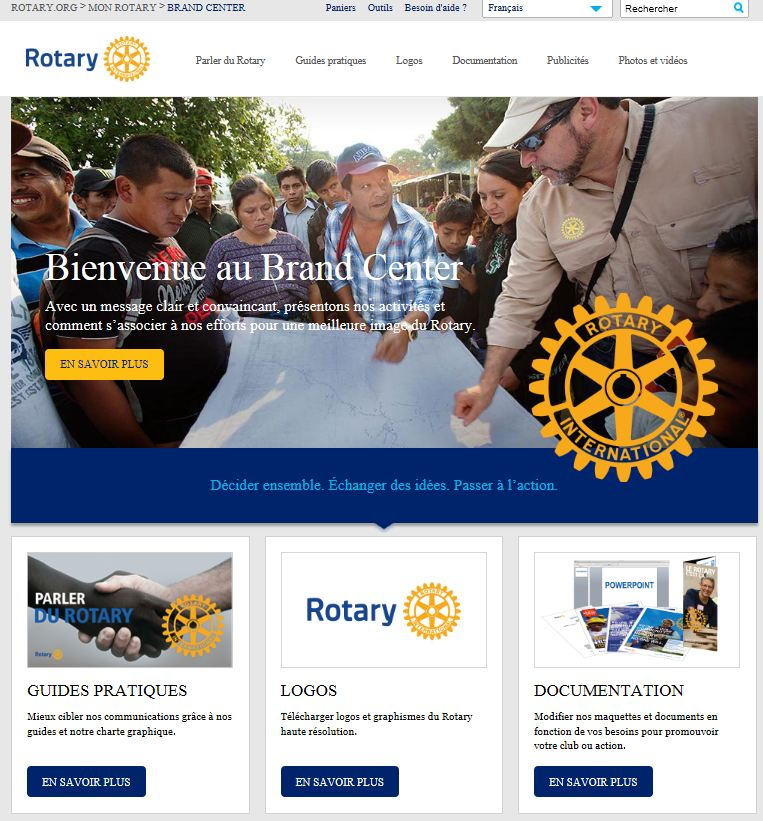 ROTARY.ORG > MON ROTARY > BRAND CENTER
Paniers Outils Besoin d'aide ? Français Rechercher
Rotary
Parler du Rotary Guides pratiques Logos Documentation Publicités Photos et vidéos
Bienvenue au Brand Center
Avec un message clair et convaincant, présentons nos activités et
comment s’associer à nos efforts pour une meilleure image du Rotary.
EN SAVOIR PLUS
ROTARY
INTERNATIONAL®
Décider ensemble. Échanger des idées. Passer à l’action.
PARLER
DU ROTARY
Rotary
ROTARY
INTERNATIONAL
GUIDES PRATIQUES
Mieux cibler nos communications grâce à nos
guides et notre charte graphique.
EN SAVOIR PLUS
Rotary
ROTARY
INTERNATIONAL
LOGOS
Télécharger logos et graphismes du Rotary
haute résolution.
EN SAVOIR PLUS
POWERPOINT
LE ROTARY
DOCUMENTATION
Modifier nos maquettes et documents en
fonction de vos besoins pour promouvoir
votre club ou action.
EN SAVOIR PLUS